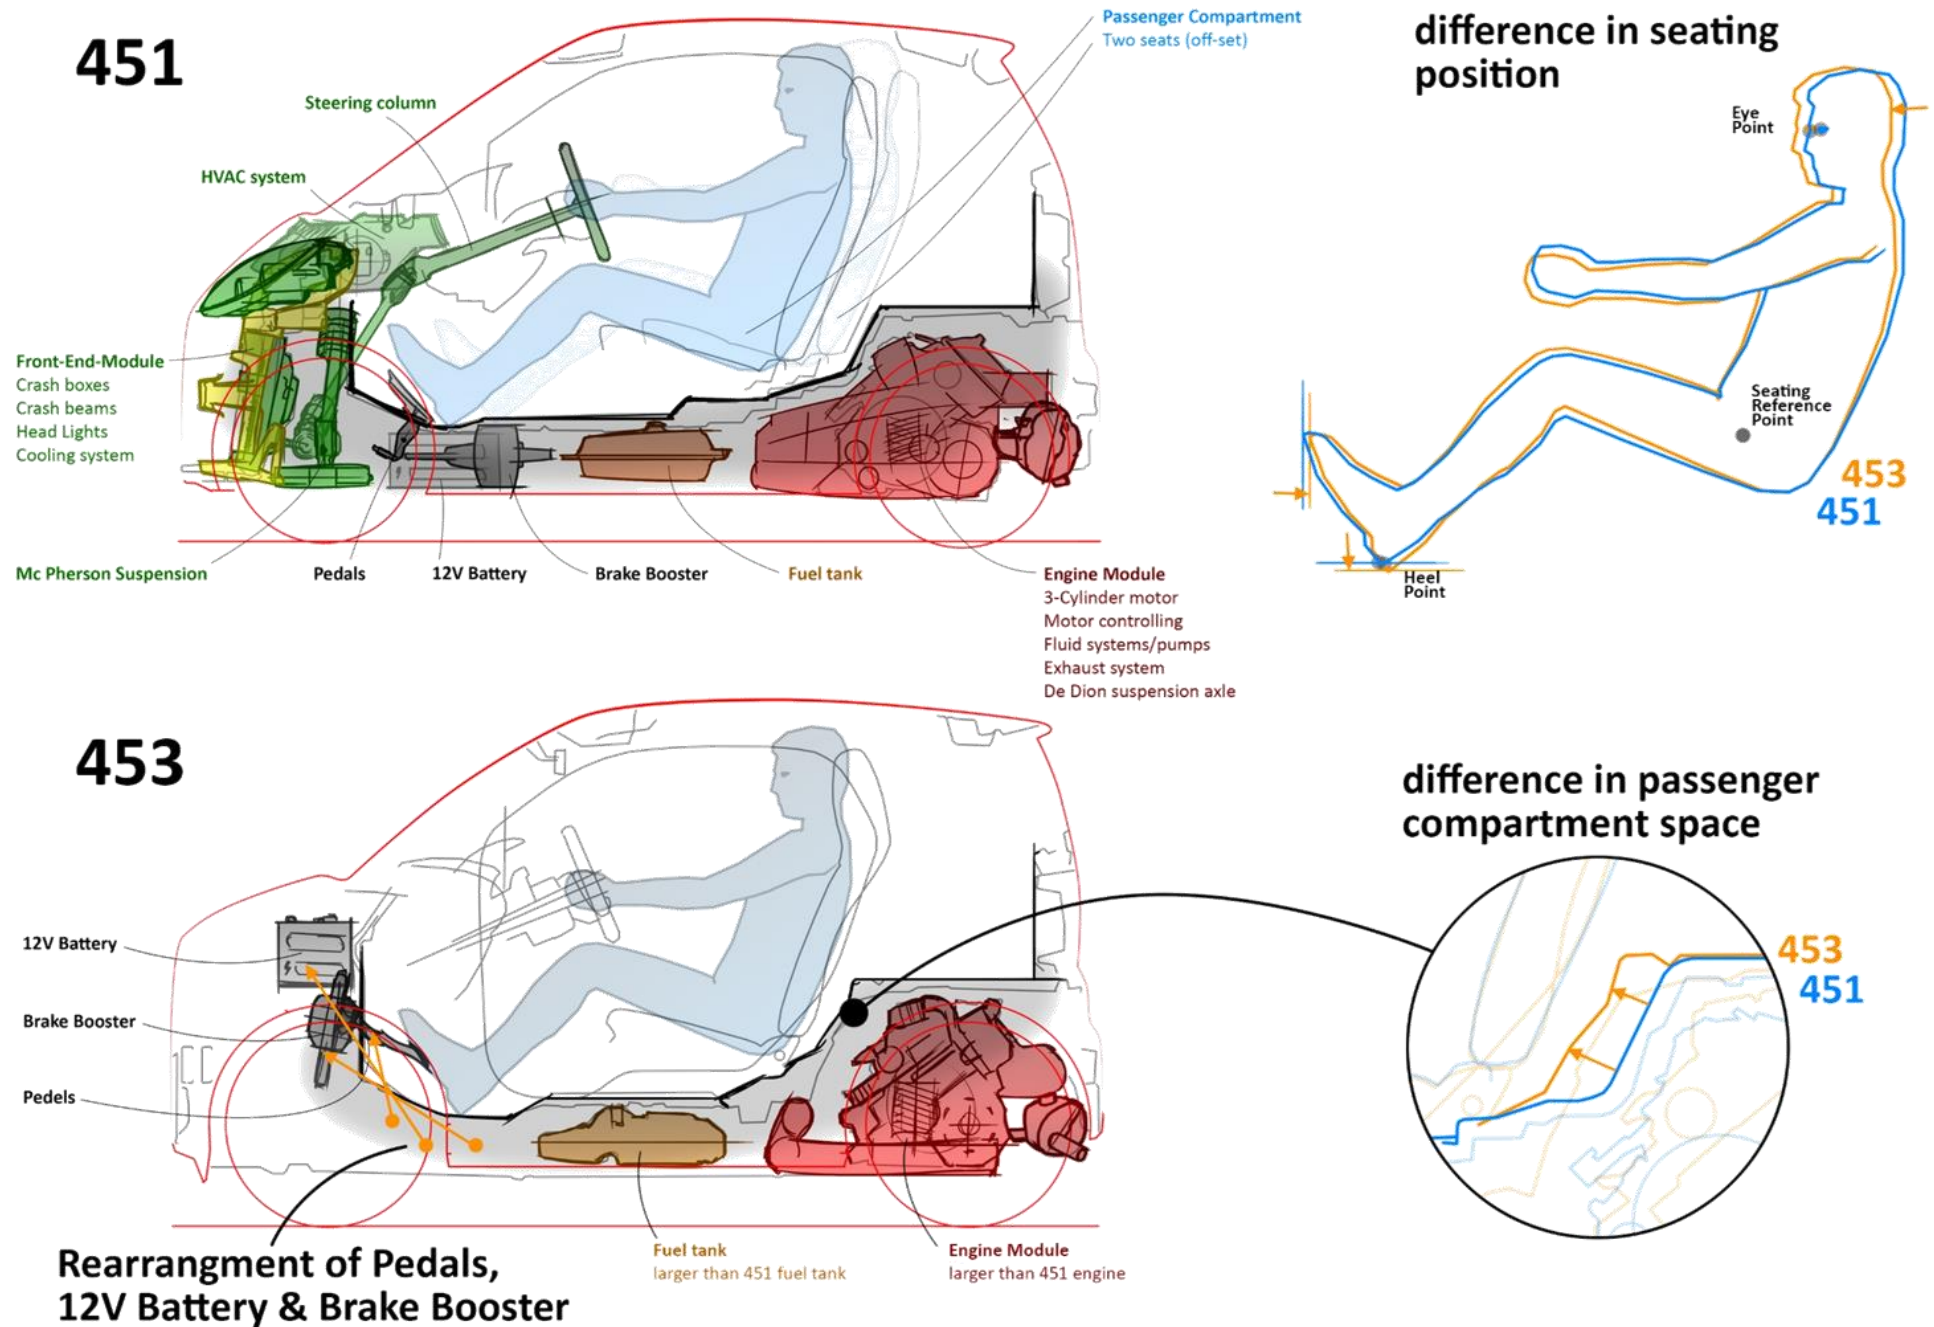 451
Passenger Compartment
Two seats (off-set)
difference in seating
position
Steering column
HVAC system
Eye
Point
Front-End-Module
Crash boxes
Crash beams
Head Lights
Cooling system
Seating
Reference
Point
453
451
Mc Pherson Suspension
Pedals
12V Battery
Brake Booster
Fuel tank
Heel
Point
Engine Module
3-Cylinder motor
Motor controlling
Fluid systems/pumps
Exhaust system
De Dion suspension axle
453
difference in passenger
compartment space
12V Battery
Brake Booster
Pedels
453
451
Rearrangment of Pedals,
12V Battery & Brake Booster
Fuel tank
larger than 451 fuel tank
Engine Module
larger than 451 engine